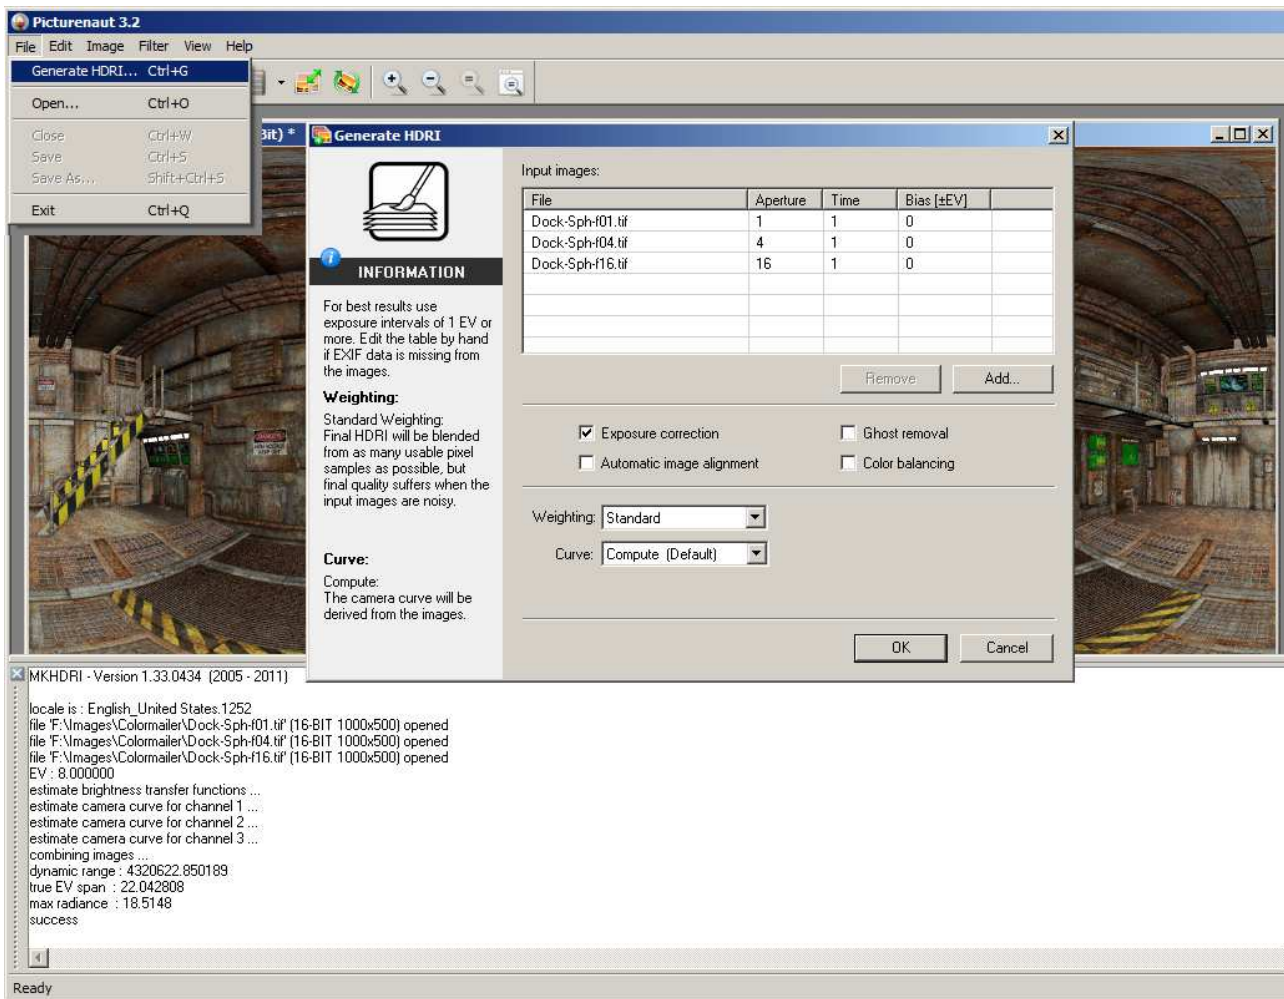 Picturenaut 3.2
File Edit Image Filter View Help
Generate HDRI... Ctrl+G
Open... Ctrl+O
Close Ctrl+W
Save Ctrl+S
Save As... Shift+Ctrl+S
Exit Ctrl+Q
Bit) *
Generate HDRI
INFORMATION
For best results use
exposure intervals of 1 EV or
more. Edit the table by hand
if EXIF data is missing from
the images.
Weighting:
Standard Weighting:
Final HDRI will be blended
from as many usable pixel
samples as possible, but
final quality suffers when the
input images are noisy.
Curve:
Compute:
The camera curve will be
derived from the images.
Input images:
File Aperture Time Bias [±EV]
Dock-Sph-f01.tif 1 1 0
Dock-Sph-f04.tif 4 1 0
Dock-Sph-f16.tif 16 1 0
Remove Add...
Exposure correction Ghost removal
Automatic image alignment Color balancing
Weighting: Standard
Curve: Compute (Default)
OK Cancel
MKHDRI - Version 1.33.0434 (2005 - 2011)
locale is : English_United States.1252
file 'F:\Images\Colormailer\Dock-Sph-f01.tif' (16-BIT 1000x500) opened
file 'F:\Images\Colormailer\Dock-Sph-f04.tif' (16-BIT 1000x500) opened
file 'F:\Images\Colormailer\Dock-Sph-f16.tif' (16-BIT 1000x500) opened
EV : 8.000000
estimate brightness transfer functions ...
estimate camera curve for channel 1 ...
estimate camera curve for channel 2 ...
estimate camera curve for channel 3 ...
combining images ...
dynamic range : 4320622.850189
true EV span : 22.042808
max radiance : 18.5148
success
Ready